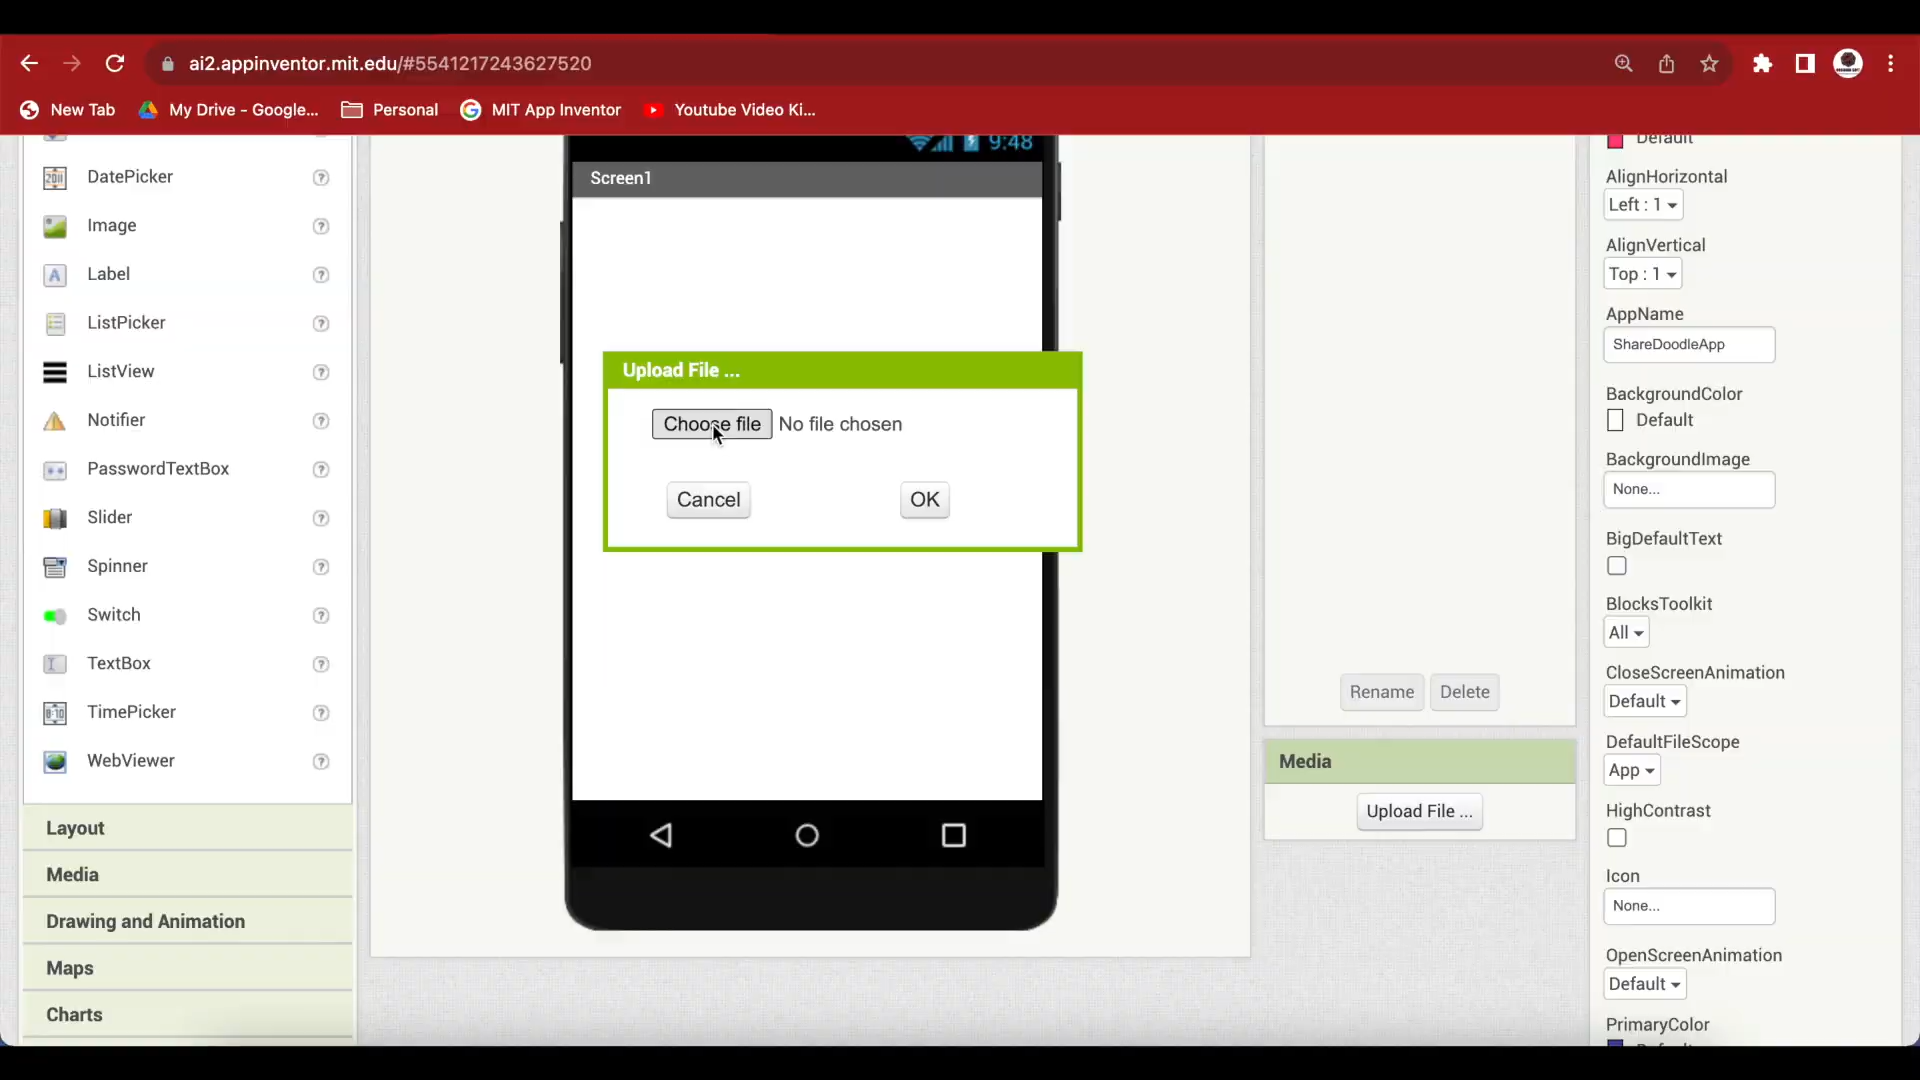 ai2.appinventor.mit.edu/#5541217243627520
New Tab
My Drive - Google...
Personal
MIT App Inventor
Youtube Video Ki...
DatePicker
Image
Label
ListPicker
ListView
Notifier
PasswordTextBox
Slider
Spinner
Switch
TextBox
TimePicker
WebViewer
Layout
Media
Drawing and Animation
Maps
Charts
9:48
Screen1
Upload File ...
Choose file No file chosen
Cancel
OK
Rename
Delete
Media
Upload File ...
Default
AlignHorizontal
Left : 1
AlignVertical
Top : 1
AppName
ShareDoodleApp
BackgroundColor
Default
BackgroundImage
None...
BigDefaultText
BlocksToolkit
All
CloseScreenAnimation
Default
DefaultFileScope
App
HighContrast
Icon
None...
OpenScreenAnimation
Default
PrimaryColor